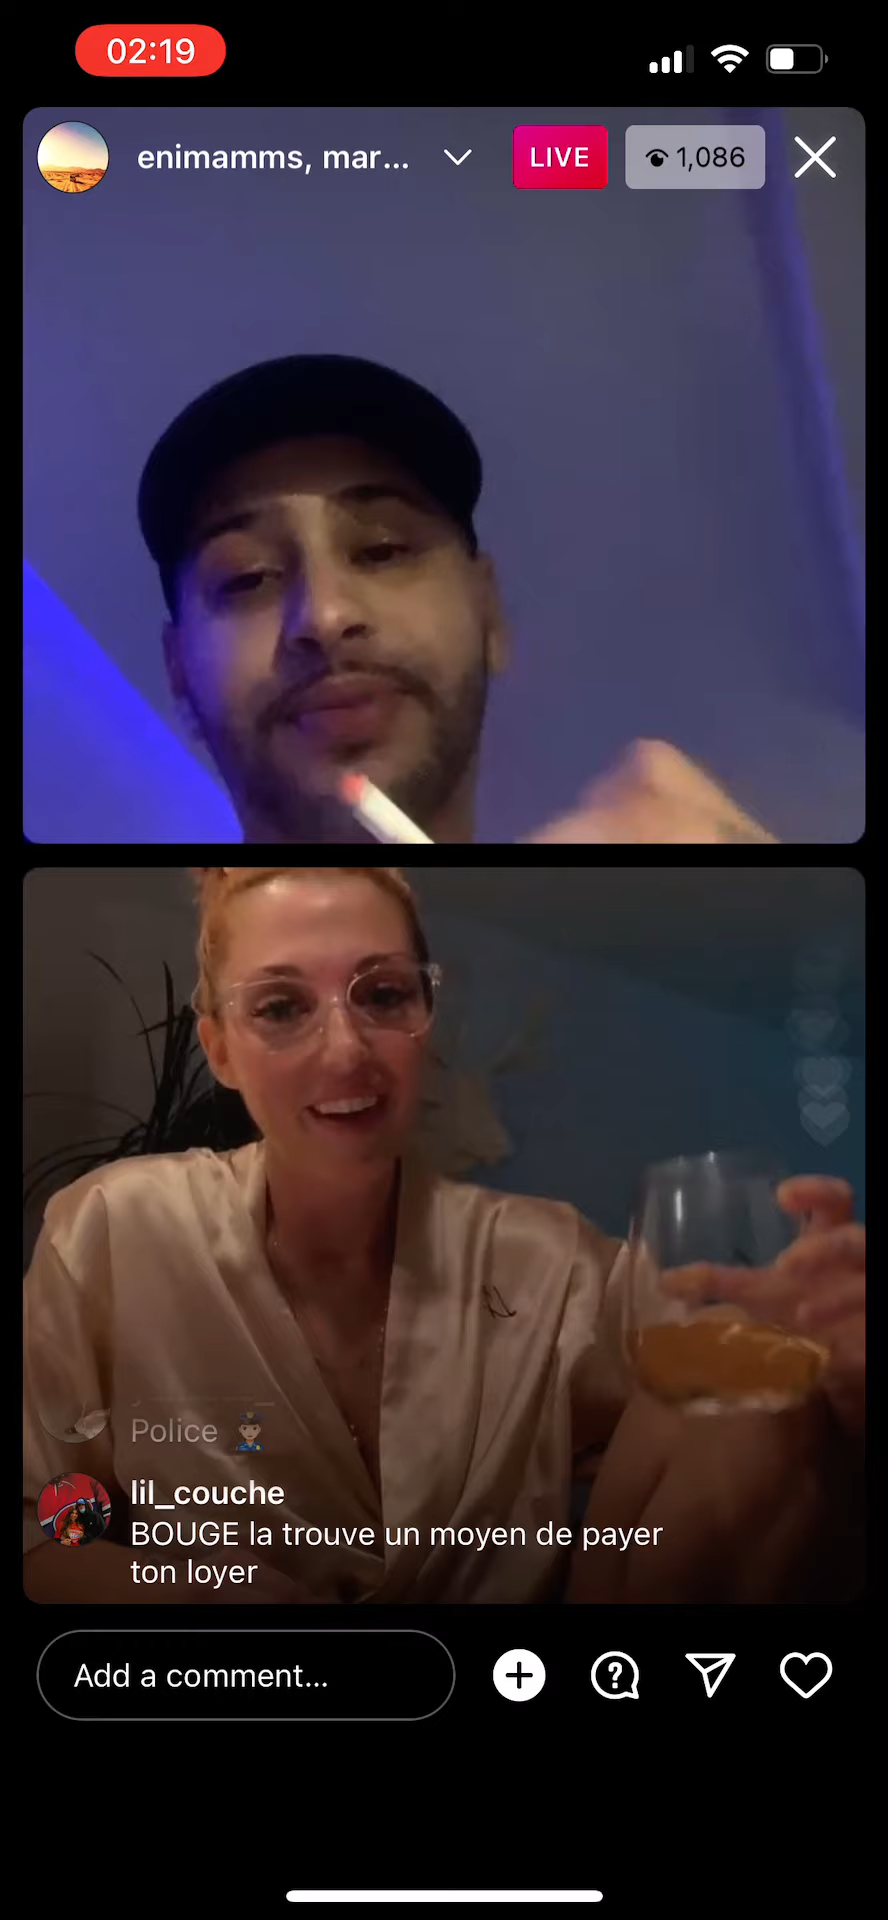 02:19
enimamms, mar...
LIVE
1,086
Police
lil_couche
BOUGE la trouve un moyen de payer
ton loyer
Add a comment...